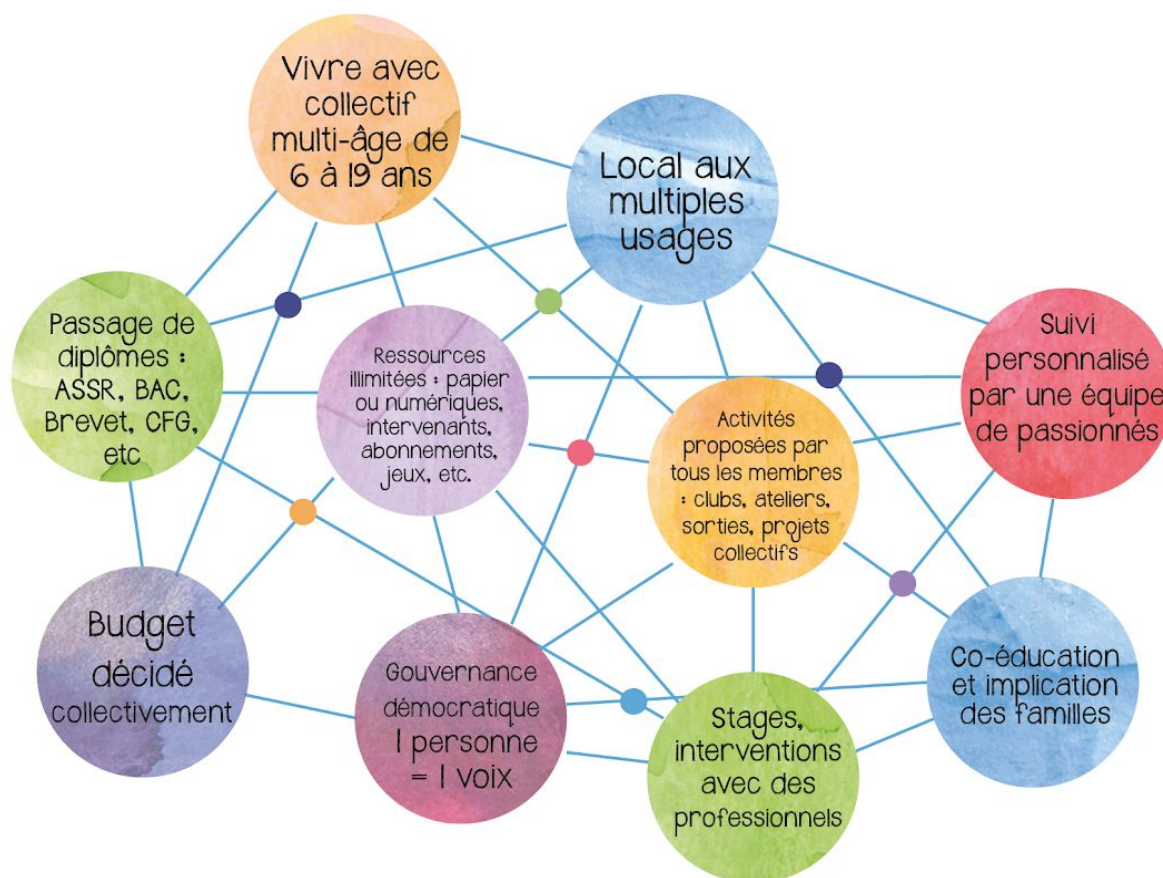 Vivre avec
collectif
multi-âge de
6 à 19 ans
Local aux
multiples
usages
Passage de
diplômes :
ASSR, BAC,
Brevet, CFG,
etc
Ressources
illimitées : papier
ou numériques,
intervenants,
abonnements,
jeux, etc.
Activités
proposées par
tous les membres
: clubs, ateliers,
sorties, projets
collectifs
Suivi
personnalisé
par une équipe
de passionnés
Budget
décidé
collectivement
Gouvernance
démocratique
1 personne
= 1 voix
Stages,
interventions
avec des
professionnels
Co-éducation
et implication
des familles